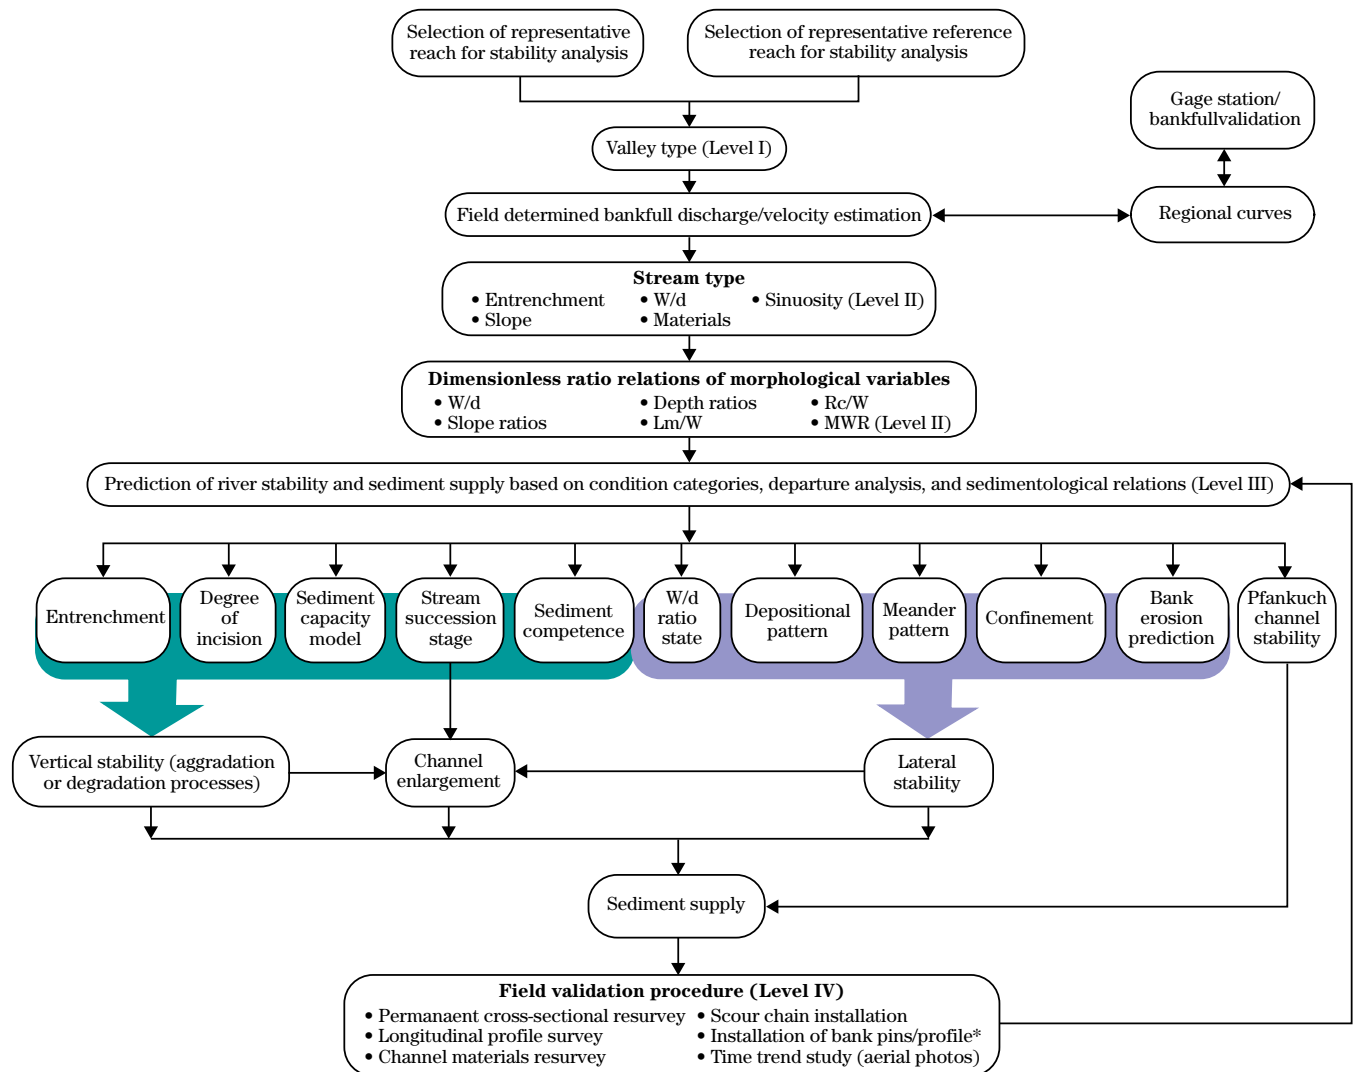 Selection of representative
reach for stability analysis
Selection of representative reference
reach for stability analysis
Gage station/
bankfullvalidation
Valley type (Level I)
Field determined bankfull discharge/velocity estimation
Regional curves
Stream type
• Entrenchment
• W/d
• Sinuosity (Level II)
• Slope
• Materials
Dimensionless ratio relations of morphological variables
• W/d
• Depth ratios
• Rc/W
• Slope ratios
• Lm/W
• MWR (Level II)
Prediction of river stability and sediment supply based on condition categories, departure analysis, and sedimentological relations (Level III)
Entrenchment
Degree
of
incision
Sediment
capacity
model
Stream
succession
stage
Sediment
competence
W/d
ratio
state
Depositional
pattern
Meander
pattern
Confinement
Bank
erosion
prediction
Pfankuch
channel
stability
Vertical stability (aggradation
or degradation processes)
Channel
enlargement
Lateral
stability
Sediment supply
Field validation procedure (Level IV)
• Permanaent cross-sectional resurvey
• Scour chain installation
• Longitudinal profile survey
• Installation of bank pins/profile*
• Channel materials resurvey
• Time trend study (aerial photos)